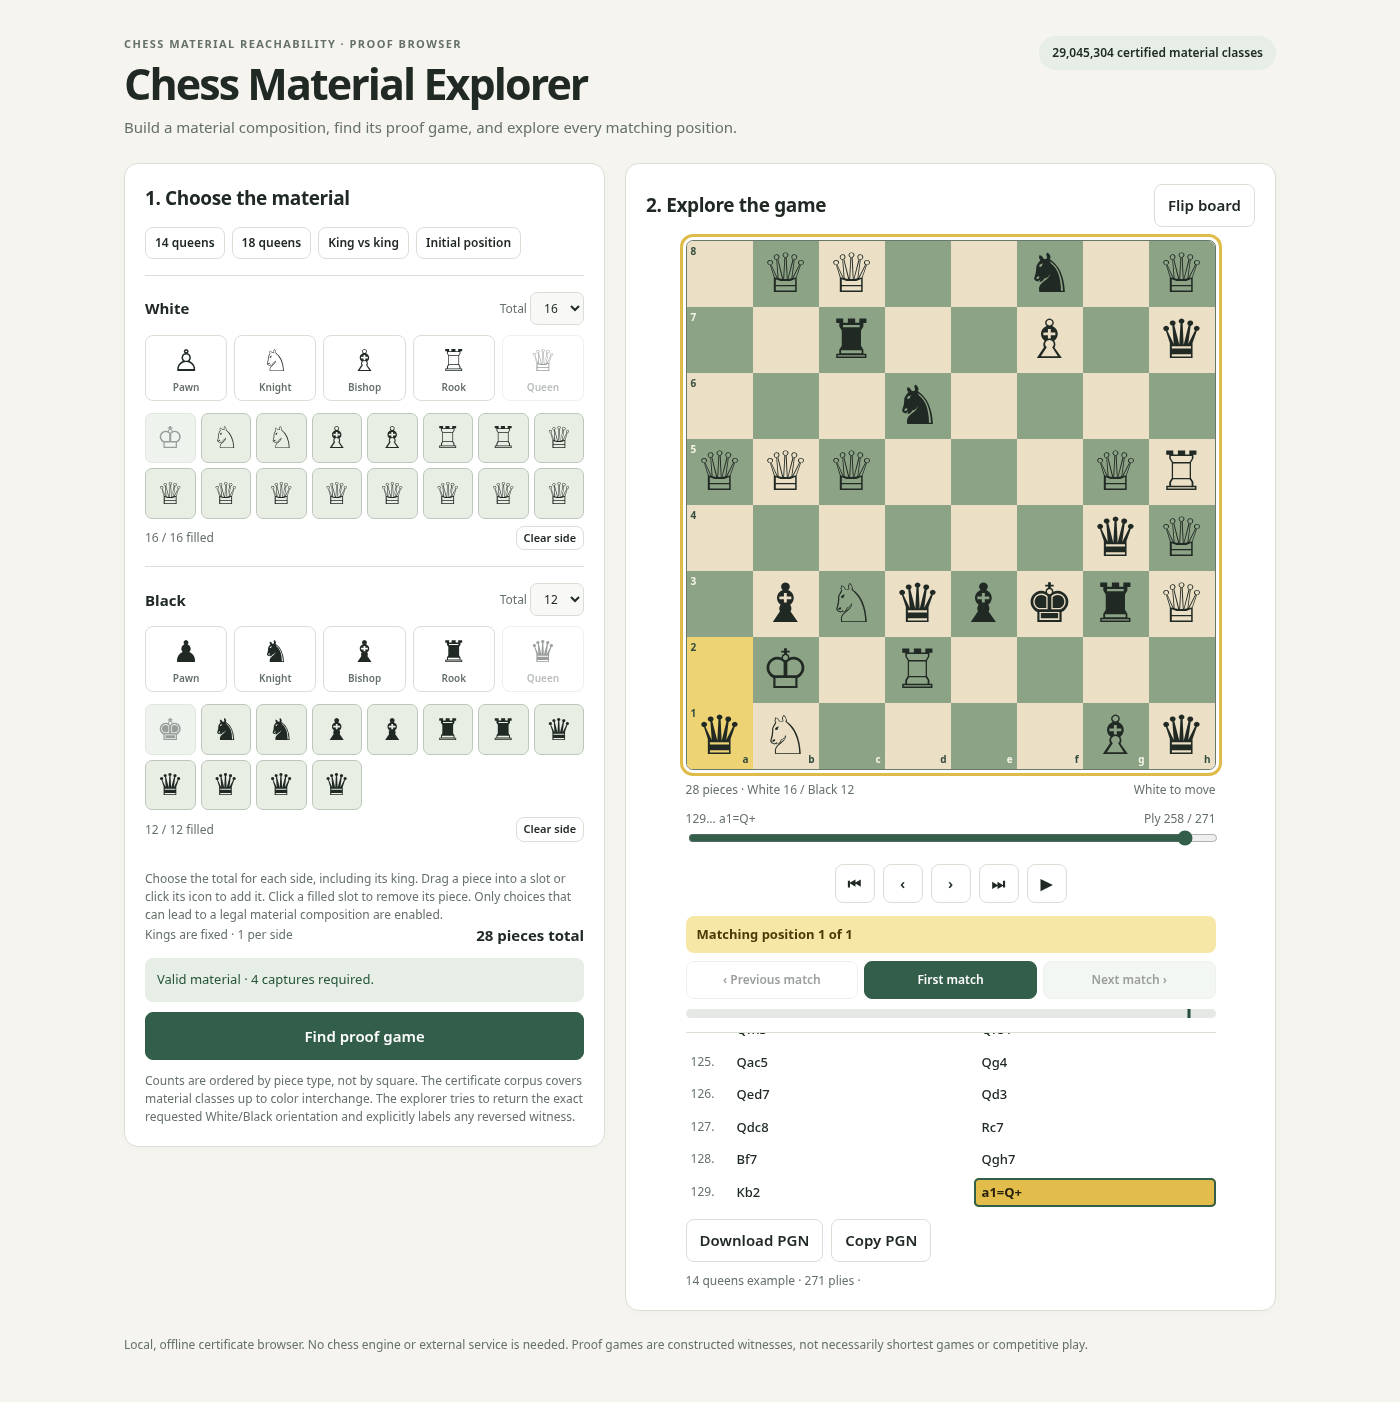 CHESS MATERIAL REACHABILITY · PROOF BROWSER
29,045,304 certified material classes
Chess Material Explorer
Build a material composition, find its proof game, and explore every matching position.
1. Choose the material
14 queens
18 queens
King vs king
Initial position
White
Total 16
Pawn
Knight
Bishop
Rook
Queen
16 / 16 filled
Clear side
Black
Total 12
Pawn
Knight
Bishop
Rook
Queen
12 / 12 filled
Clear side
Choose the total for each side, including its king. Drag a piece into a slot or
click its icon to add it. Click a filled slot to remove its piece. Only choices that
can lead to a legal material composition are enabled.
Kings are fixed · 1 per side
28 pieces total
Valid material · 4 captures required.
Find proof game
Counts are ordered by piece type, not by square. The certificate corpus covers
material classes up to color interchange. The explorer tries to return the exact
requested White/Black orientation and explicitly labels any reversed witness.
2. Explore the game
Flip board
8
7
6
5
4
3
2
1
a
b
c
d
e
f
g
h
28 pieces · White 16 / Black 12
White to move
129... a1=Q+
Ply 258 / 271
Matching position 1 of 1
‹ Previous match
First match
Next match ›
125. Qac5 Qg4
126. Qed7 Qd3
127. Qdc8 Rc7
128. Bf7 Qgh7
129. Kb2 a1=Q+
Download PGN
Copy PGN
14 queens example · 271 plies ·
Local, offline certificate browser. No chess engine or external service is needed. Proof games are constructed witnesses, not necessarily shortest games or competitive play.